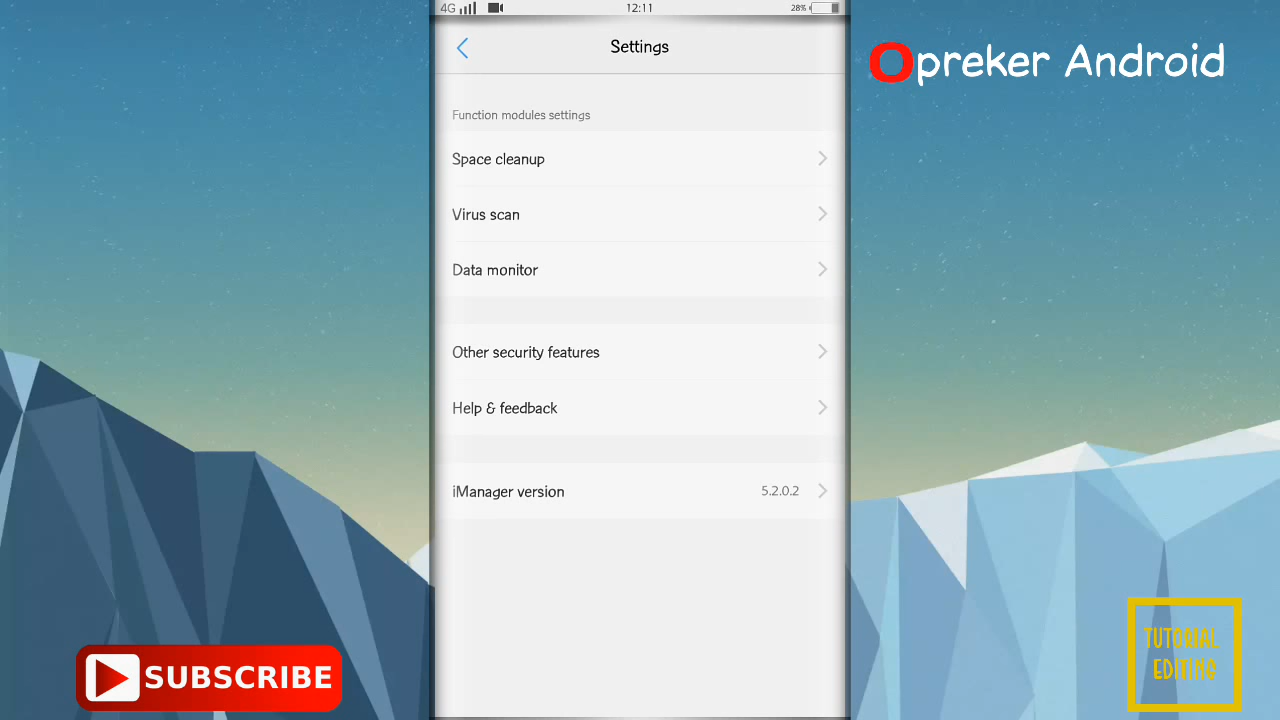 4G 12:11 28%
Settings
Opreker Android
Function modules settings
Space cleanup
Virus scan
Data monitor
Other security features
Help & feedback
iManager version 5.2.0.2
SUBSCRIBE
TUTORIAL
EDITING